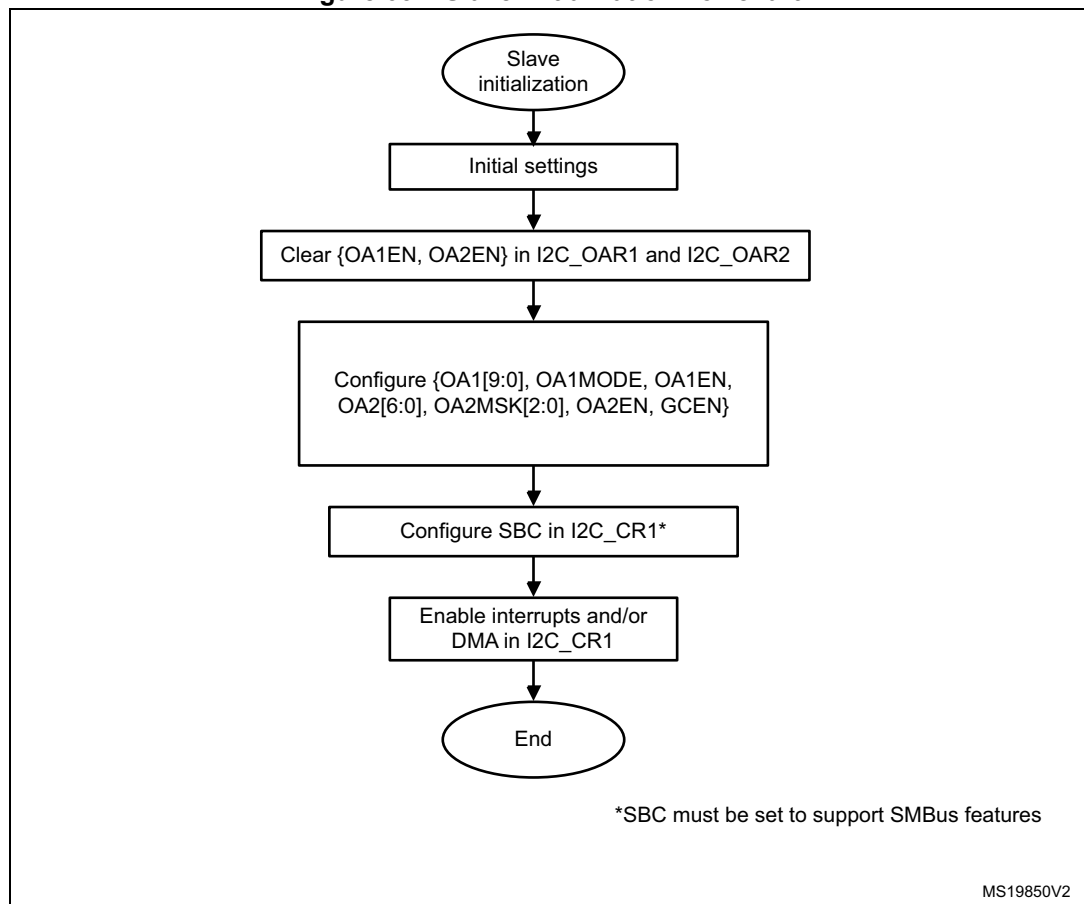 Slave
initialization
Initial settings
Clear {OA1EN, OA2EN} in I2C_OAR1 and I2C_OAR2
Configure {OA1[9:0], OA1MODE, OA1EN,
OA2[6:0], OA2MSK[2:0], OA2EN, GCEN}
Configure SBC in I2C_CR1*
Enable interrupts and/or
DMA in I2C_CR1
End
*SBC must be set to support SMBus features
MS19850V2